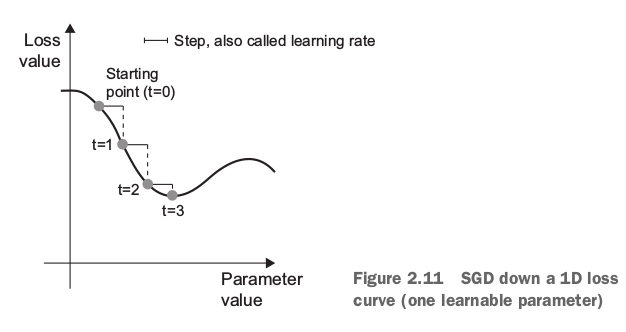 Loss
value
Step, also called learning rate
Starting
point (t=0)
t=1
t=2
t=3
Parameter
value
Figure 2.11 SGD down a 1D loss
curve (one learnable parameter)